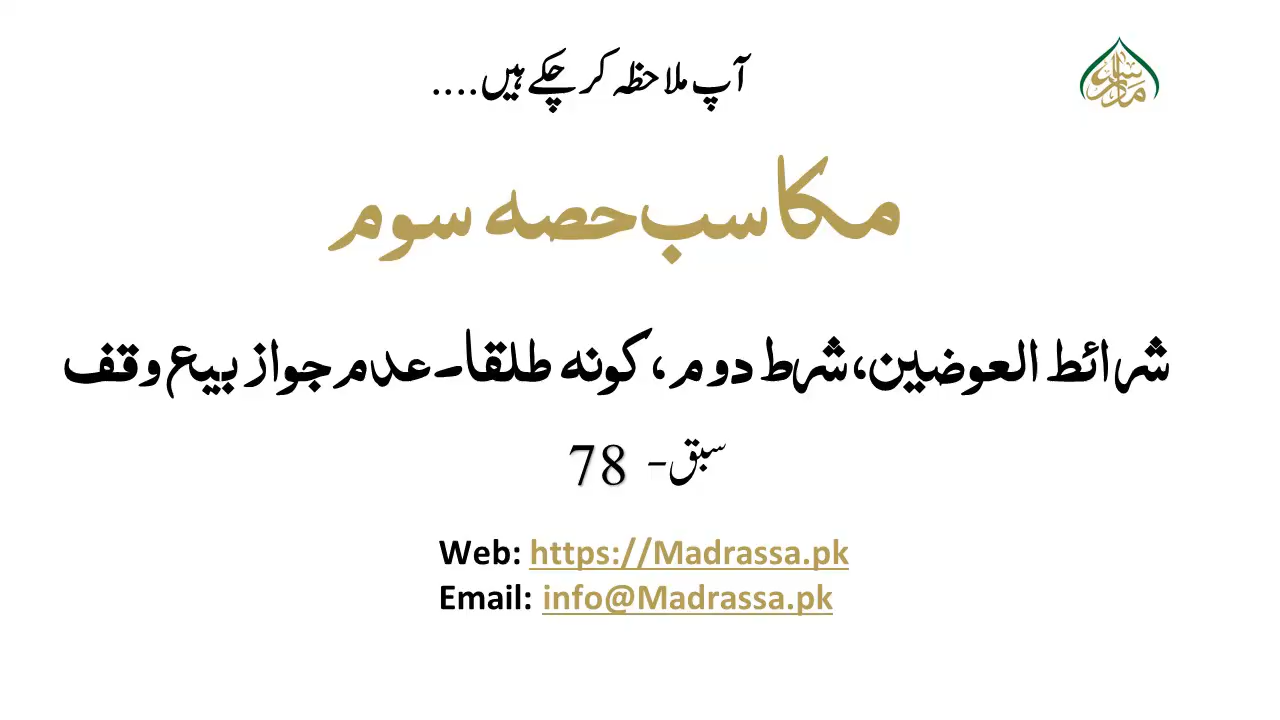 آپ ملاحظہ کر چکے ہیں....
مکاسب حصہ سوم
شرائط العوضین، شرط دوم، کونہ طلقا۔عدم جواز بیع وقف
سبق- 78
Web: https://Madrassa.pk
Email: info@Madrassa.pk